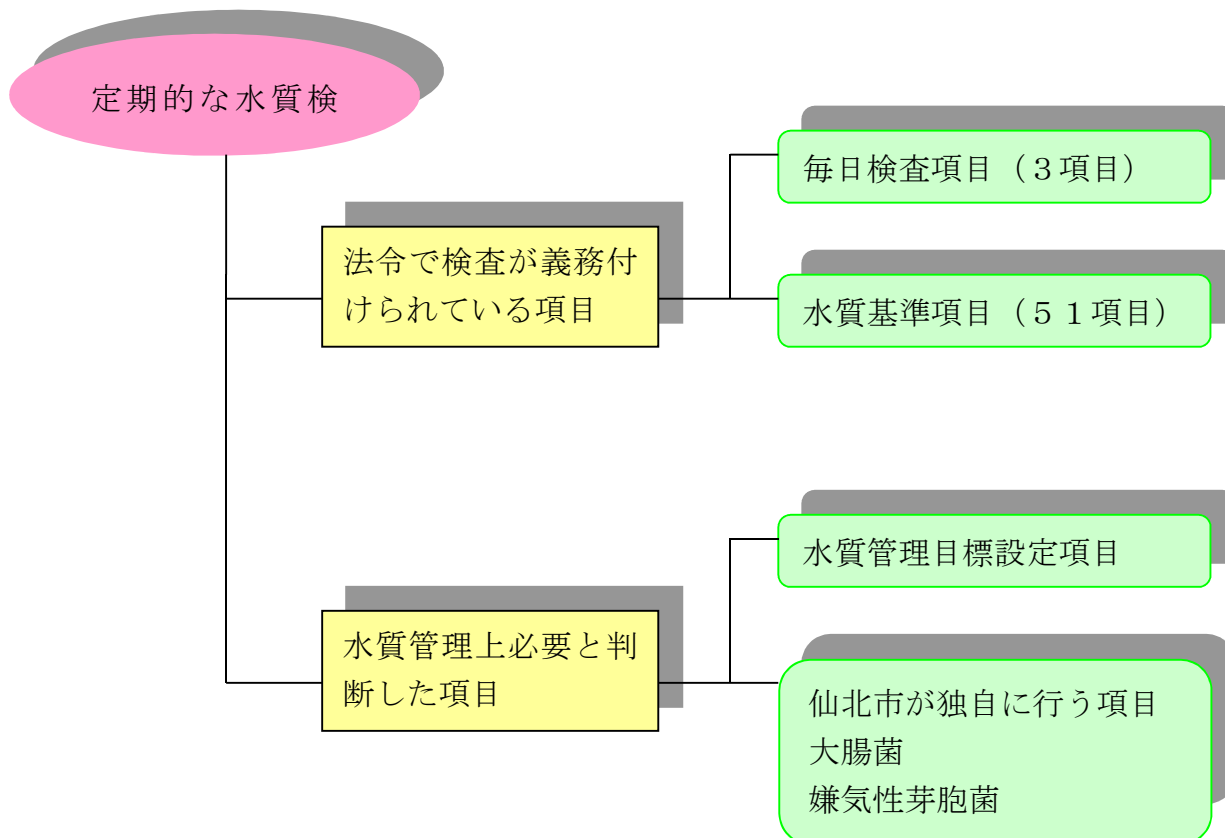 定期的な水質検
毎日検査項目（３項目）
法令で検査が義務付
けられている項目
水質基準項目（５１項目）
水質管理目標設定項目
水質管理上必要と判
断した項目
仙北市が独自に行う項目
大腸菌
嫌気性芽胞菌